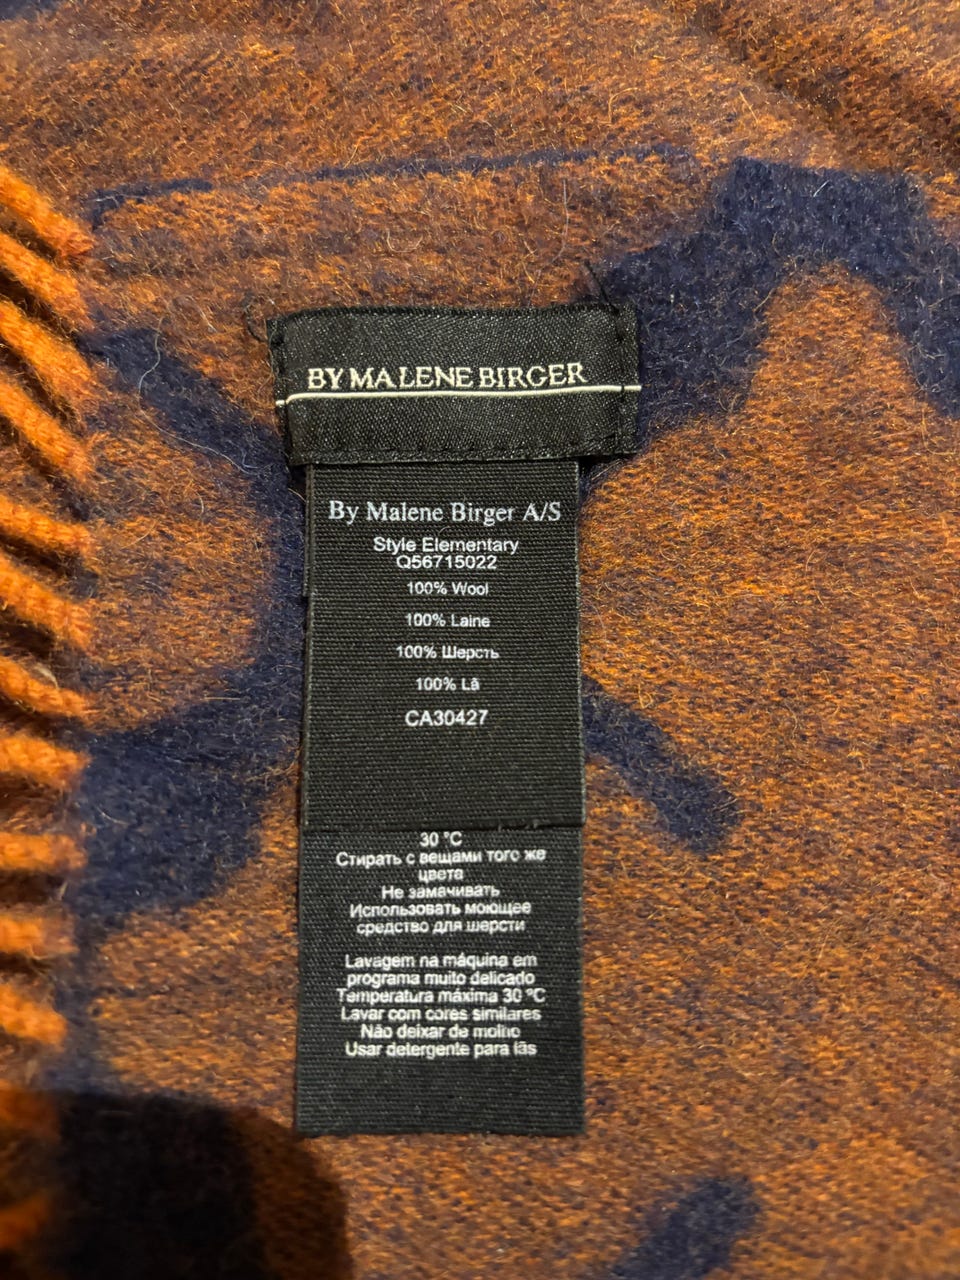 BY MALENE BIRGER
By Malene Birger A/S
Style Elementary
Q56715022
100% Wool
100% Laine
100% Шерсть
100% Lã
CA30427
30 °C
Стирать с вещами того же
цвета
Не замачивать
Использовать моющее
средство для шерсти
Lavagem na máquina em
programa muito delicado
Temperatura máxima 30 °C
Lavar com cores similares
Não deixar de molho
Usar detergente para lãs